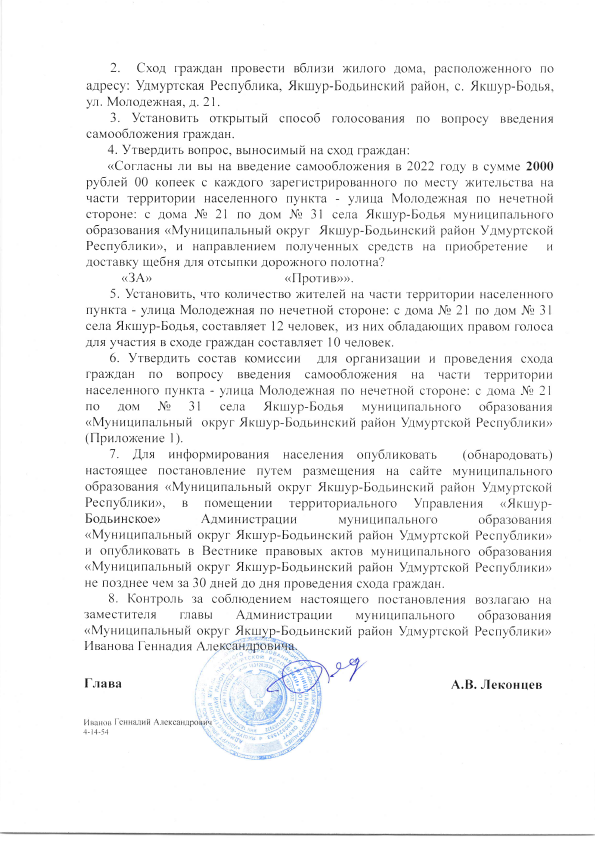 2. Сход граждан провести вблизи жилого дома, расположенного по
адресу: Удмуртская Республика, Якшур-Бодьинский район, с. Якшур-Бодья,
ул. Молодежная, д. 21.
3. Установить открытый способ голосования по вопросу введения
самообложения граждан.
4. Утвердить вопрос, выносимый на сход граждан:
«Согласны ли вы на введение самообложения в 2022 году в сумме 2000
рублей 00 копеек с каждого зарегистрированного по месту жительства на
части территории населенного пункта - улица Молодежная по нечетной
стороне: с дома № 21 по дом № 31 села Якшур-Бодья муниципального
образования «Муниципальный округ Якшур-Бодьинский район Удмуртской
Республики», и направлением полученных средств на приобретение и
доставку щебня для отсыпки дорожного полотна?
«ЗА» «Против»».
5. Установить, что количество жителей на части территории населенного
пункта - улица Молодежная по нечетной стороне: с дома № 21 по дом № 31
села Якшур-Бодья, составляет 12 человек, из них обладающих правом голоса
для участия в сходе граждан составляет 10 человек.
6. Утвердить состав комиссии для организации и проведения схода
граждан по вопросу введения самообложения на части территории
населенного пункта - улица Молодежная по нечетной стороне: с дома № 21
по дом № 31 села Якшур-Бодья муниципального образования
«Муниципальный округ Якшур-Бодьинский район Удмуртской Республики»
(Приложение 1).
7. Для информирования населения опубликовать (обнародовать)
настоящее постановление путем размещения на сайте муниципального
образования «Муниципальный округ Якшур-Бодьинский район Удмуртской
Республики», в помещении территориального Управления «Якшур-
Бодьинское» Администрации муниципального образования
«Муниципальный округ Якшур-Бодьинский район Удмуртской Республики»
и опубликовать в Вестнике правовых актов муниципального образования
«Муниципальный округ Якшур-Бодьинский район Удмуртской Республики»
не позднее чем за 30 дней до дня проведения схода граждан.
8. Контроль за соблюдением настоящего постановления возлагаю на
заместителя главы Администрации муниципального образования
«Муниципальный округ Якшур-Бодьинский район Удмуртской Республики»
Иванова Геннадия Александровича.
Глава А.В. Леконцев
Иванов Геннадий Александрович
4-14-54